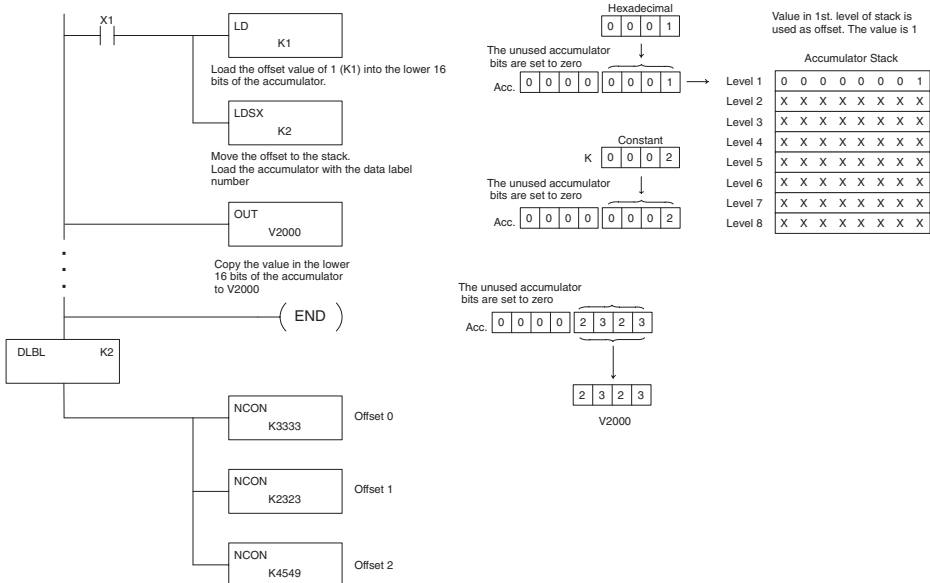 X1
LD
K1
Load the offset value of 1 (K1) into the lower 16
bits of the accumulator.
LDSX
K2
Move the offset to the stack.
Load the accumulator with the data label
number
OUT
V2000
Copy the value in the lower
16 bits of the accumulator
to V2000
END
DLBL K2
NCON
K3333
Offset 0
NCON
K2323
Offset 1
NCON
K4549
Offset 2
Hexadecimal
0 0 0 1
The unused accumulator
bits are set to zero
Acc. 0 0 0 0 0 0 0 1
Constant
K 0 0 0 2
The unused accumulator
bits are set to zero
Acc. 0 0 0 0 0 0 0 2
The unused accumulator
bits are set to zero
Acc. 0 0 0 0 2 3 2 3
2 3 2 3
V2000
Value in 1st. level of stack is
used as offset. The value is 1
Accumulator Stack
Level 1 0 0 0 0 0 0 0 1
Level 2 X X X X X X X X
Level 3 X X X X X X X X
Level 4 X X X X X X X X
Level 5 X X X X X X X X
Level 6 X X X X X X X X
Level 7 X X X X X X X X
Level 8 X X X X X X X X